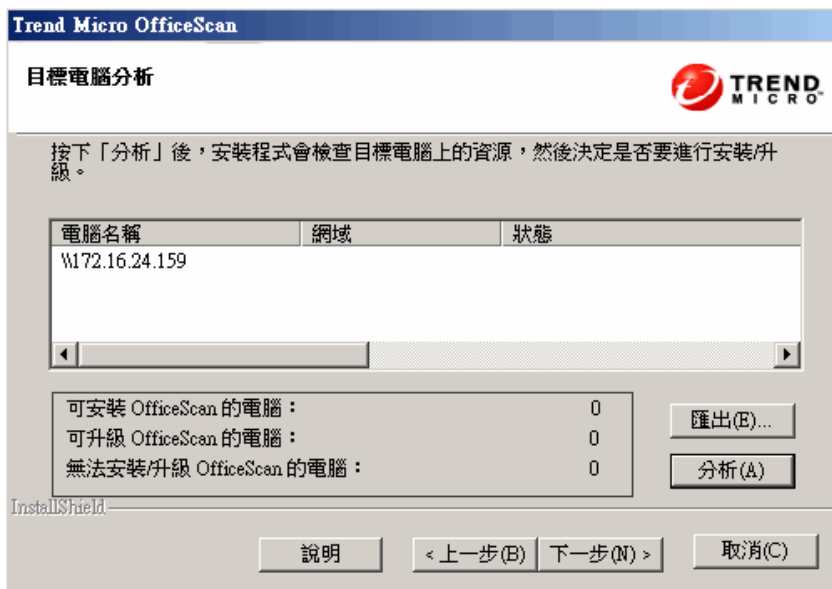 Trend Micro OfficeScan
目標電腦分析
TREND
MICRO
按下「分析」後，安裝程式會檢查目標電腦上的資源，然後決定是否要進行安裝/升
級。
電腦名稱 網域 狀態
\\172.16.24.159
可安裝 OfficeScan 的電腦： 0
可升級 OfficeScan 的電腦： 0
無法安裝/升級 OfficeScan 的電腦： 0
匯出(E)...
分析(A)
InstallShield
說明 <上一步(B) 下一步(N)> 取消(C)